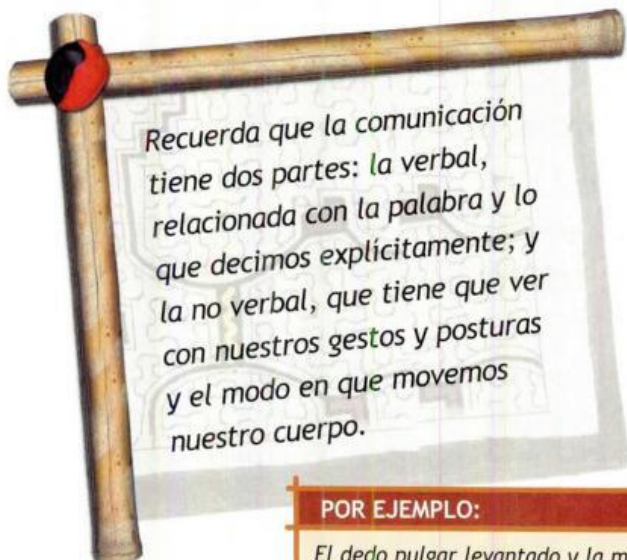 Recuerda que la comunicación
tiene dos partes: la verbal,
relacionada con la palabra y lo
que decimos explícitamente; y
la no verbal, que tiene que ver
con nuestros gestos y posturas
y el modo en que movemos
nuestro cuerpo.
POR EJEMPLO:
El dedo pulgar levantado y la